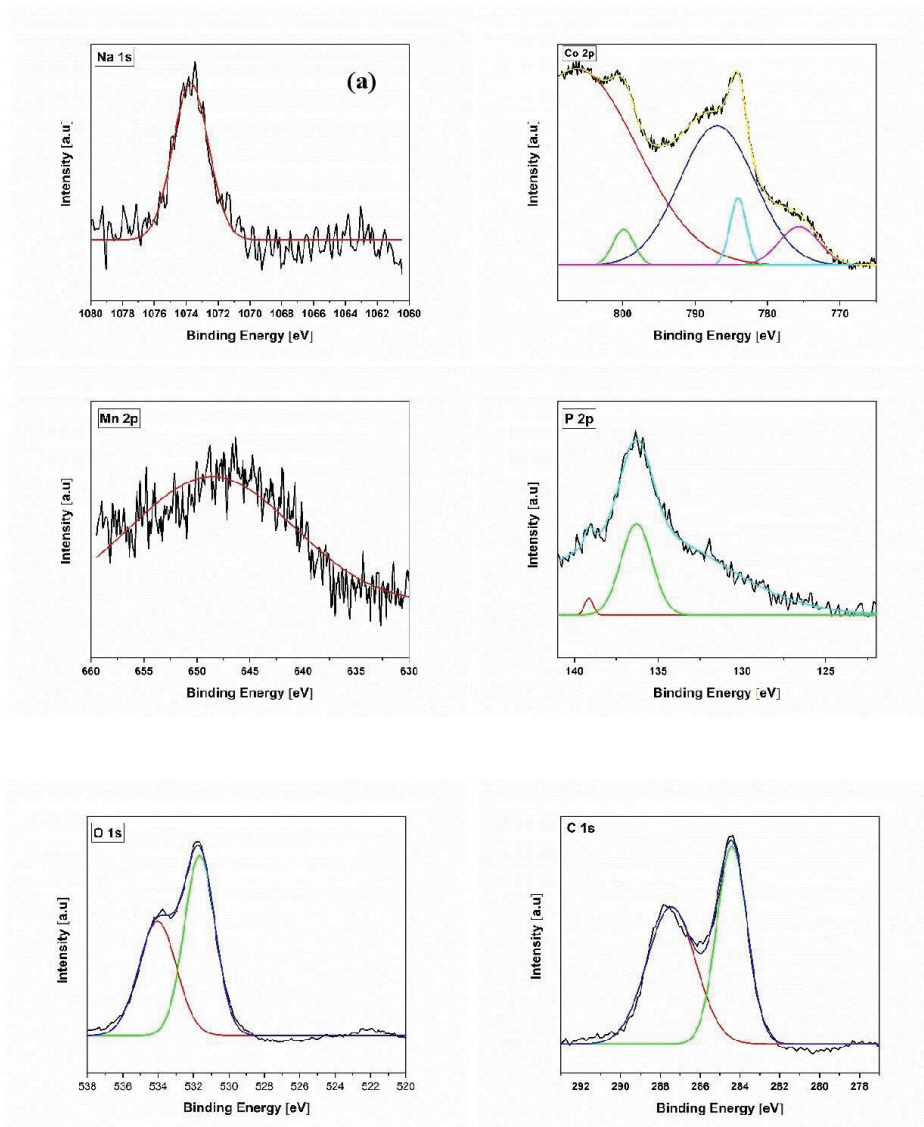 Na 1s
(a)
Intensity [a.u]
1080 1078 1076 1074 1072 1070 1068 1066 1064 1062 1060
Binding Energy [eV]
Co 2p
Intensity [a.u]
800 790 780 770
Binding Energy [eV]
Mn 2p
Intensity [a.u]
660 655 650 645 640 635 630
Binding Energy [eV]
P 2p
Intensity [a.u]
140 135 130 125
Binding Energy [eV]
O 1s
Intensity [a.u]
538 536 534 532 530 528 526 524 522 520
Binding Energy [eV]
C 1s
Intensity [a.u]
292 290 288 286 284 282 280 278
Binding Energy [eV]